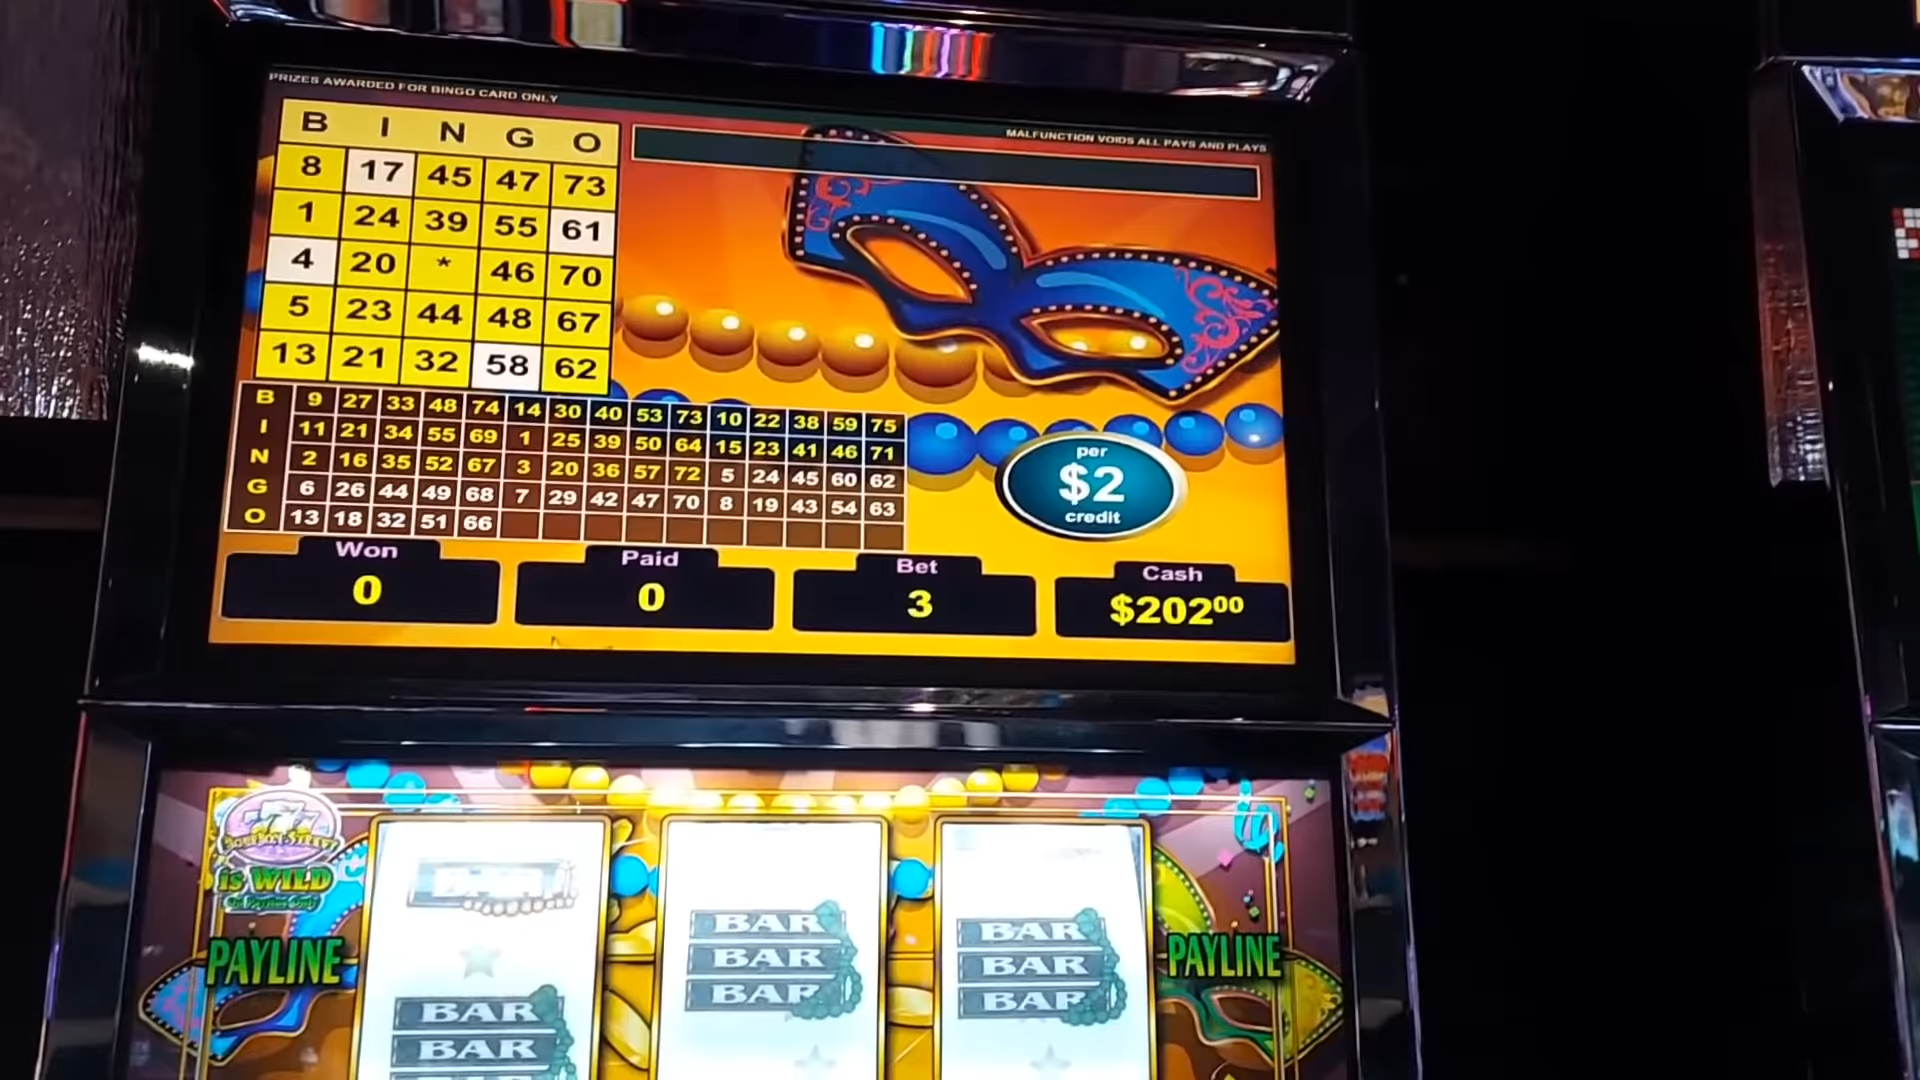 PRIZES AWARDED FOR BINGO CARD ONLY
MALFUNCTION VOIDS ALL PAYS AND PLAYS
B I N G O
8 17 45 47 73
1 24 39 55 61
4 20 * 46 70
5 23 44 48 67
13 21 32 58 62
B 9 27 33 48 74 14 30 40 53 73 10 22 38 59 75
I 11 21 34 55 69 1 25 39 50 64 15 23 41 46 71
N 2 16 35 52 67 3 20 36 57 72 5 24 45 60 62
G 6 26 44 49 68 7 29 42 47 70 8 19 43 54 63
O 13 18 32 51 66
per
$2
credit
Won
0
Paid
0
Bet
3
Cash
$20200
777
BOURBON STREET
is WILD
PAYLINE
BAR
BAR
BAR
BAR
BAR
BAR
BAR
BAR
PAYLINE